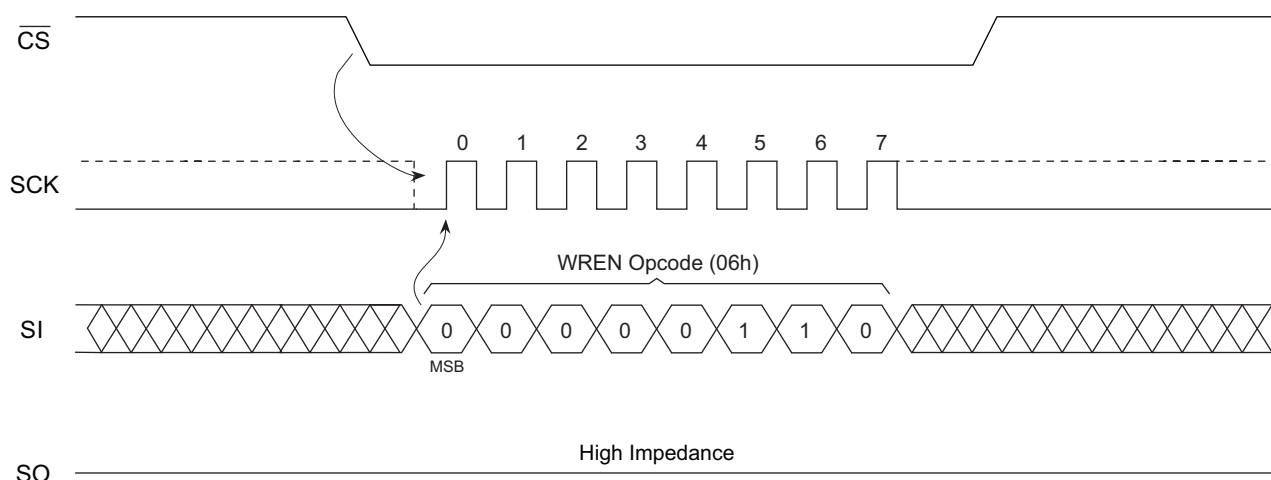 CS
0 1 2 3 4 5 6 7
SCK
WREN Opcode (06h)
SI
0 0 0 0 0 1 1 0
MSB
High Impedance
SO